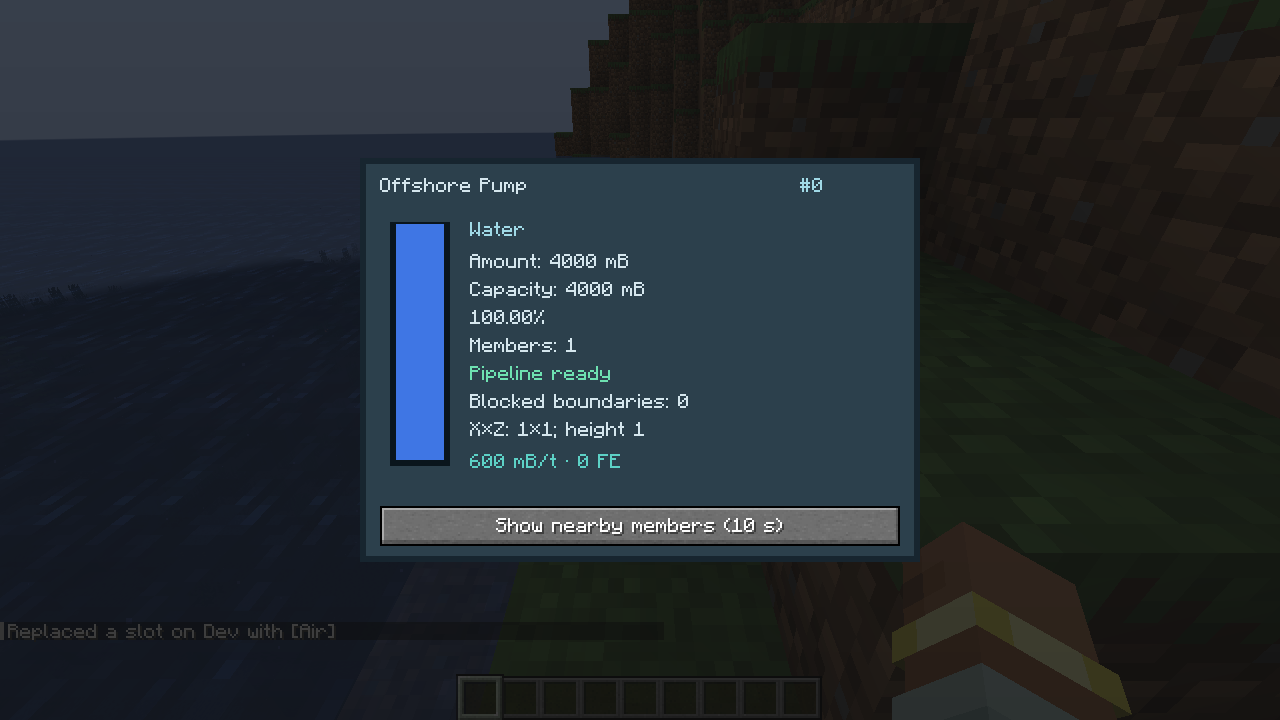 Offshore Pump #0
Water
Amount: 4000 mB
Capacity: 4000 mB
100.00%
Members: 1
Pipeline ready
Blocked boundaries: 0
X×Z: 1×1; height 1
600 mB/t · 0 FE
Show nearby members (10 s)
Replaced a slot on Dev with [Air]